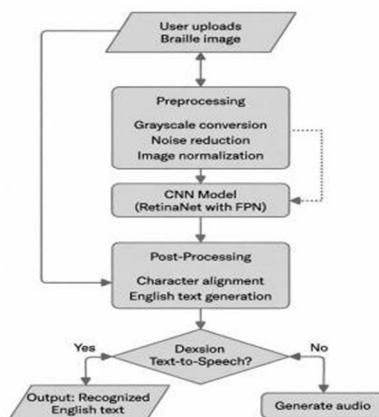 User uploads
Braille image
Preprocessing
Grayscale conversion
Noise reduction
Image normalization
CNN Model
(RetinaNet with FPN)
Post-Processing
Character alignment
English text generation
Yes
Dexsion
Text-to-Speech?
No
Output: Recognized
English text
Generate audio